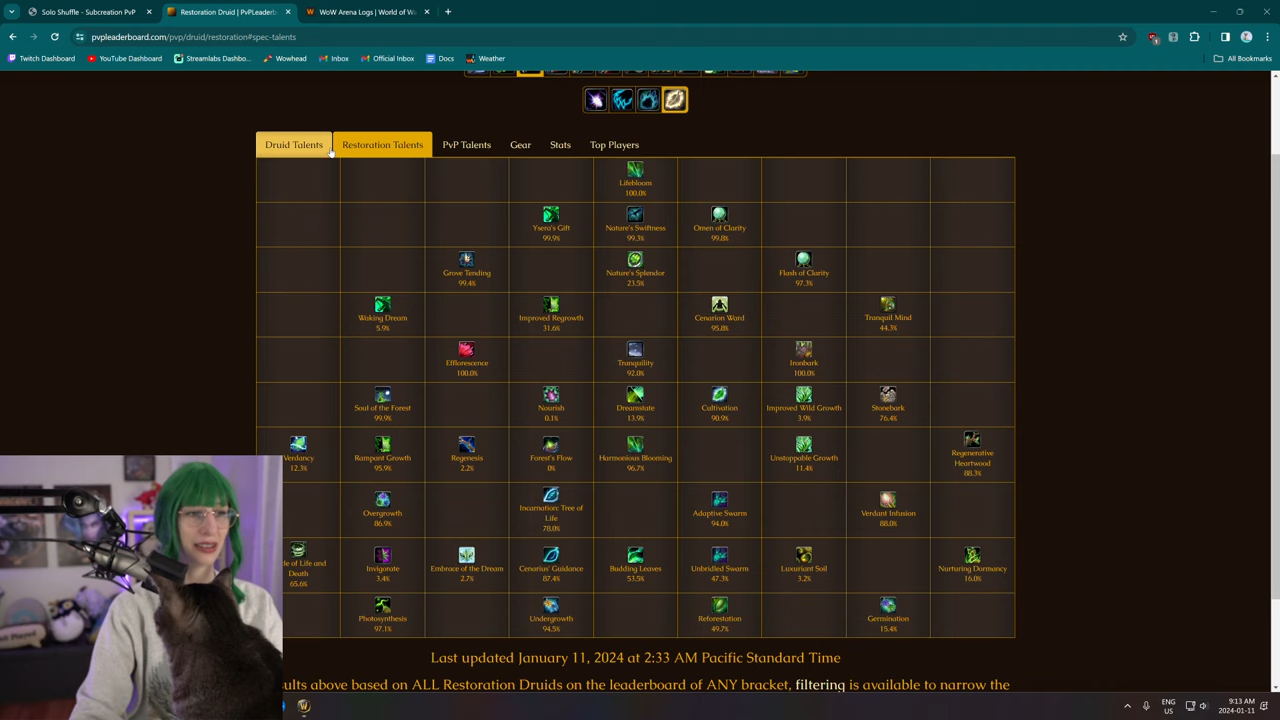 Solo Shuffle - Subcreation PvP
Restoration Druid | PvPLeaderb
WoW Arena Logs | World of Wa
pvpleaderboard.com/pvp/druid/restoration#spec-talents
Twitch Dashboard YouTube Dashboard Streamlabs Dashbo... Wowhead Inbox Official Inbox Docs Weather All Bookmarks
Druid Talents Restoration Talents PvP Talents Gear Stats Top Players
Lifebloom
100.0%
Ysera's Gift Nature's Swiftness Omen of Clarity
99.9% 99.3% 99.8%
Grove Tending Nature's Splendor Flash of Clarity
99.4% 23.5% 97.3%
Waking Dream Improved Regrowth Cenarion Ward Tranquil Mind
5.9% 31.6% 95.8% 44.3%
Efflorescence Tranquility Ironbark
100.0% 92.0% 100.0%
Soul of the Forest Nourish Dreamstate Cultivation Improved Wild Growth Stonebark
99.9% 0.1% 13.9% 90.9% 3.9% 76.4%
Verdancy Rampant Growth Regenesis Forest's Flow Harmonious Blooming Unstoppable Growth Regenerative Heartwood
12.3% 95.9% 2.2% 0% 96.7% 11.4% 88.3%
Overgrowth Incarnation: Tree of Life Adaptive Swarm Verdant Infusion
86.9% 78.0% 94.0% 88.0%
de of Life and Death Invigorate Embrace of the Dream Cenarius' Guidance Budding Leaves Unbridled Swarm Luxuriant Soil Nurturing Dormancy
65.6% 3.4% 2.7% 87.4% 53.5% 47.3% 3.2% 16.0%
Photosynthesis Undergrowth Reforestation Germination
97.1% 94.5% 49.7% 15.4%
Last updated January 11, 2024 at 2:33 AM Pacific Standard Time
sults above based on ALL Restoration Druids on the leaderboard of ANY bracket, filtering is available to narrow the
ENG
US
9:13 AM
2024-01-11